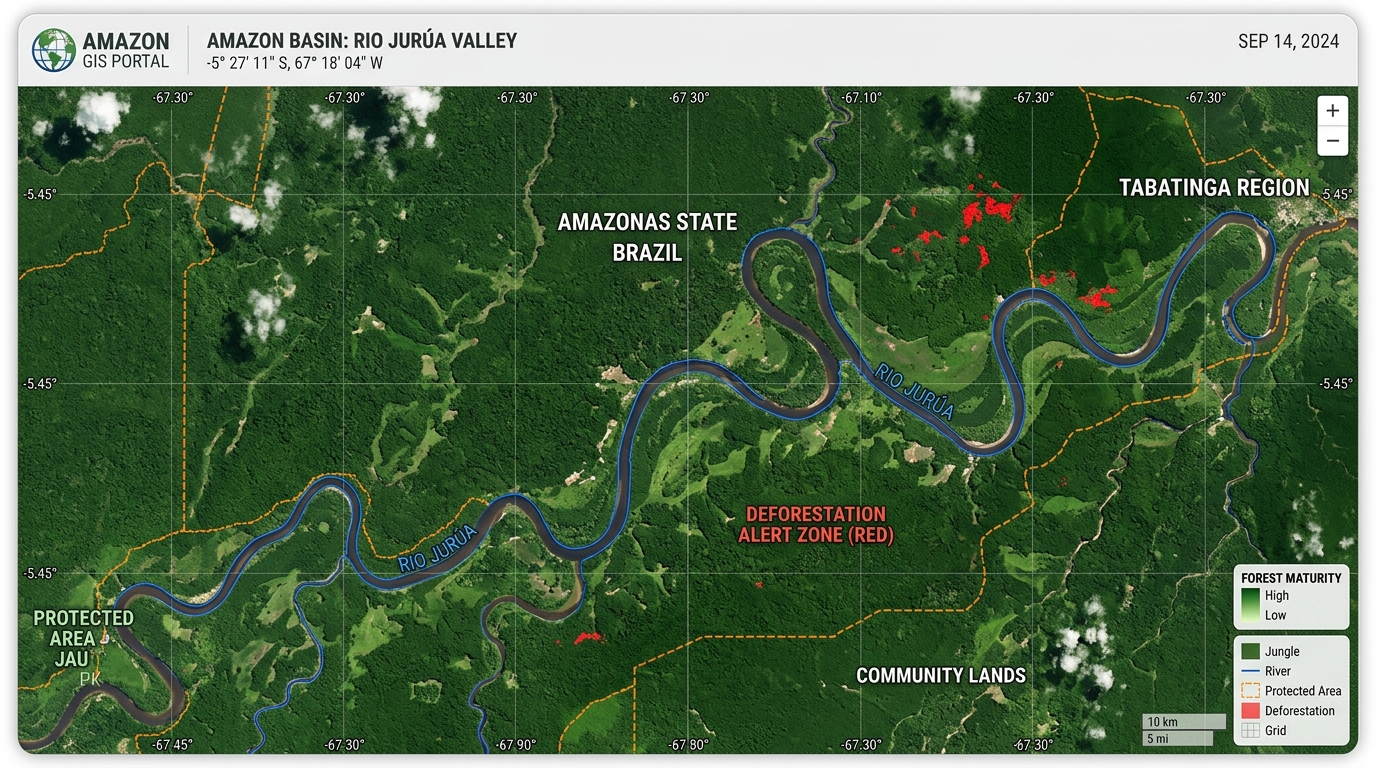 AMAZON
GIS PORTAL
AMAZON BASIN: RIO JURÚA VALLEY
-5° 27' 11" S, 67° 18' 04" W
SEP 14, 2024
-67.30°
-67.30°
-67.30°
-67 30°
-67.10°
-67.30°
-67.30°
+
−
-5.45°
TABATINGA REGION
5 45°
AMAZONAS STATE
BRAZIL
-5.45°
RIO JURÚA
-5.45°
DEFORESTATION
ALERT ZONE (RED)
RIO JURÚA
-5.45°
PROTECTED
AREA
JAU
PK
COMMUNITY LANDS
FOREST MATURITY
High
Low
Jungle
River
Protected Area
Deforestation
Grid
10 km
5 mi
-67 45°
-67.30°
-67 90°
-67 80°
-67.30°
-67.30°